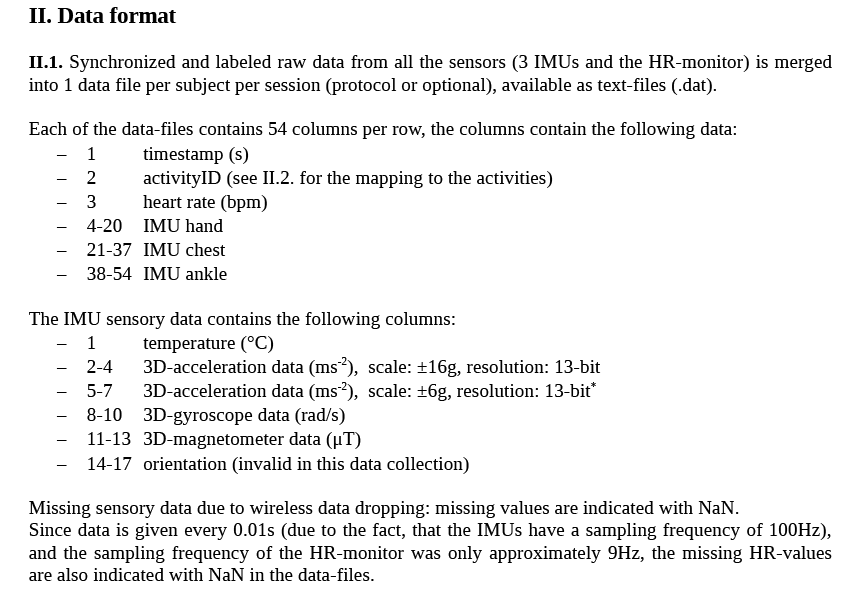 II. Data format
II.1. Synchronized and labeled raw data from all the sensors (3 IMUs and the HR-monitor) is merged
into 1 data file per subject per session (protocol or optional), available as text-files (.dat).
Each of the data-files contains 54 columns per row, the columns contain the following data:
– 1 timestamp (s)
– 2 activityID (see II.2. for the mapping to the activities)
– 3 heart rate (bpm)
– 4-20 IMU hand
– 21-37 IMU chest
– 38-54 IMU ankle
The IMU sensory data contains the following columns:
– 1 temperature (°C)
– 2-4 3D-acceleration data (ms⁻²), scale: ±16g, resolution: 13-bit
– 5-7 3D-acceleration data (ms⁻²), scale: ±6g, resolution: 13-bit*
– 8-10 3D-gyroscope data (rad/s)
– 11-13 3D-magnetometer data (μT)
– 14-17 orientation (invalid in this data collection)
Missing sensory data due to wireless data dropping: missing values are indicated with NaN.
Since data is given every 0.01s (due to the fact, that the IMUs have a sampling frequency of 100Hz),
and the sampling frequency of the HR-monitor was only approximately 9Hz, the missing HR-values
are also indicated with NaN in the data-files.